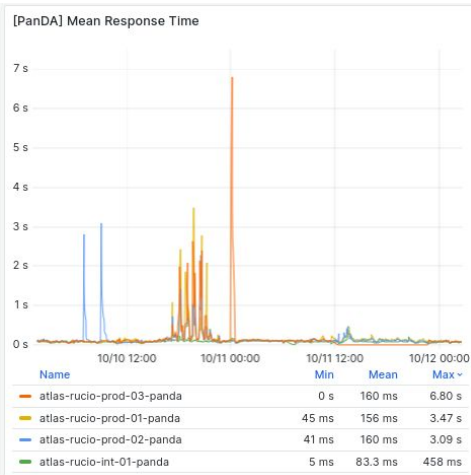 [PanDA] Mean Response Time
7 s
6 s
5 s
4 s
3 s
2 s
1 s
0 s
10/10 12:00 10/11 00:00 10/11 12:00 10/12 00:00
Name Min Mean Max
atlas-rucio-prod-03-panda 0 s 160 ms 6.80 s
atlas-rucio-prod-01-panda 45 ms 156 ms 3.47 s
atlas-rucio-prod-02-panda 41 ms 160 ms 3.09 s
atlas-rucio-int-01-panda 5 ms 83.3 ms 458 ms